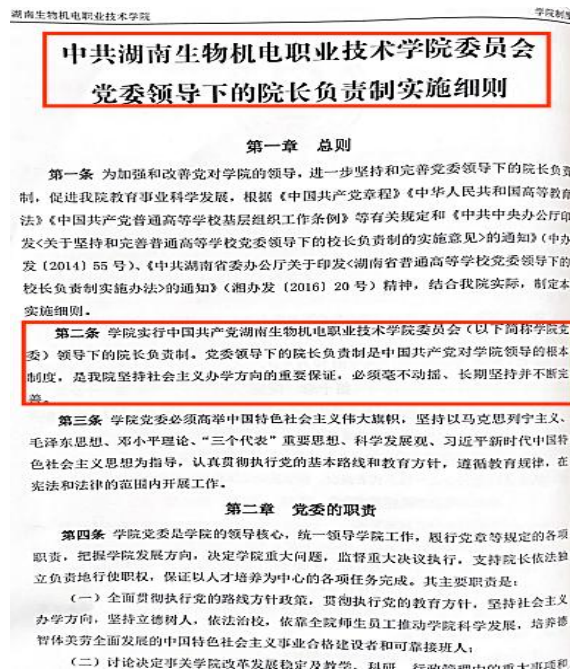 湖南生物机电职业技术学院
学院制
中共湖南生物机电职业技术学院委员会
党委领导下的院长负责制实施细则
第一章 总则
第一条 为加强和改善党对学院的领导,进一步坚持和完善党委领导下的院长负责
制,促进我院教育事业科学发展,根据《中国共产党章程》《中华人民共和国高等教育
法》《中国共产党普通高等学校基层组织工作条例》等有关规定和《中共中央办公厅印
发<关于坚持和完善普通高等学校党委领导下的校长负责制的实施意见>的通知》(中办
发〔2014〕55 号)、《中共湖南省委办公厅关于印发<湖南省普通高等学校党委领导下的
校长负责制实施办法>的通知》(湘办发〔2016〕20 号)精神,结合我院实际,制定本
实施细则。
第二条 学院实行中国共产党湖南生物机电职业技术学院委员会(以下简称学院党
委)领导下的院长负责制。党委领导下的院长负责制是中国共产党对学院领导的根本
制度,是我院坚持社会主义办学方向的重要保证,必须毫不动摇、长期坚持并不断完
善。
第三条 学院党委必须高举中国特色社会主义伟大旗帜,坚持以马克思列宁主义、
毛泽东思想、邓小平理论、“三个代表”重要思想、科学发展观、习近平新时代中国特
色社会主义思想为指导,认真贯彻执行党的基本路线和教育方针,遵循教育规律,在
宪法和法律的范围内开展工作。
第二章 党委的职责
第四条 学院党委是学院的领导核心,统一领导学院工作,履行党章等规定的各项
职责,把握学院发展方向,决定学院重大问题,监督重大决议执行,支持院长依法独
立负责地行使职权,保证以人才培养为中心的各项任务完成。其主要职责是:
(一)全面贯彻执行党的路线方针政策,贯彻执行党的教育方针,坚持社会主义
办学方向,坚持立德树人,依法治校,依靠全院师生员工推动学院科学发展,培养德
智体美劳全面发展的中国特色社会主义事业合格建设者和可靠接班人;
(二)讨论决定事关学院改革发展稳定及教学、科研、行政管理中的重大事项和